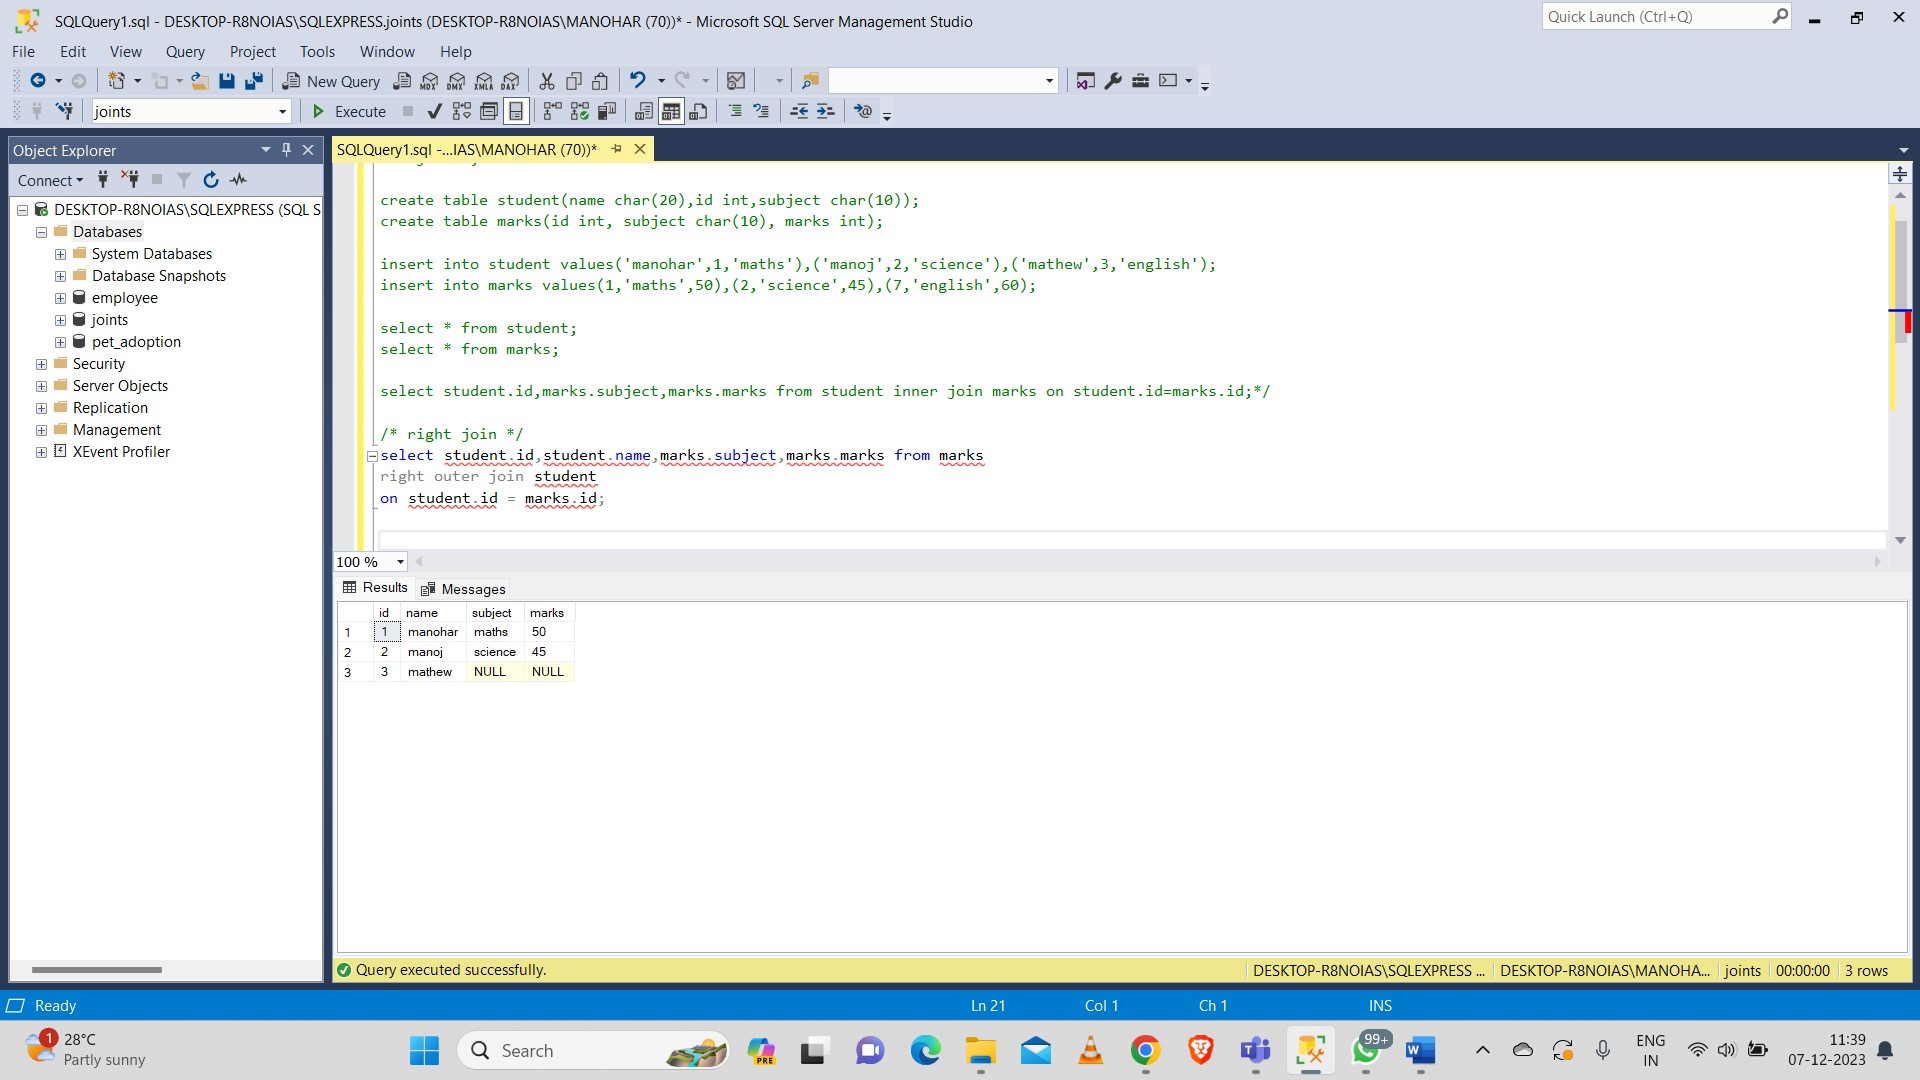 SQLQuery1.sql - DESKTOP-R8NOIAS\SQLEXPRESS.joints (DESKTOP-R8NOIAS\MANOHAR (70))* - Microsoft SQL Server Management Studio
Quick Launch (Ctrl+Q)
File Edit View Query Project Tools Window Help
New Query MDX DMX XMLA DAX
joints Execute
Object Explorer
SQLQuery1.sql -...IAS\MANOHAR (70))*
Connect
DESKTOP-R8NOIAS\SQLEXPRESS (SQL S
Databases
System Databases
Database Snapshots
employee
joints
pet_adoption
Security
Server Objects
Replication
Management
XEvent Profiler
create table student(name char(20),id int,subject char(10));
create table marks(id int, subject char(10), marks int);
insert into student values('manohar',1,'maths'),('manoj',2,'science'),('mathew',3,'english');
insert into marks values(1,'maths',50),(2,'science',45),(7,'english',60);
select * from student;
select * from marks;
select student.id,marks.subject,marks.marks from student inner join marks on student.id=marks.id;*/
/* right join */
select student.id,student.name,marks.subject,marks.marks from marks
right outer join student
on student.id = marks.id;
100 %
Results Messages
id name subject marks
1 1 manohar maths 50
2 2 manoj science 45
3 3 mathew NULL NULL
Query executed successfully.
DESKTOP-R8NOIAS\SQLEXPRESS ... DESKTOP-R8NOIAS\MANOHA... joints 00:00:00 3 rows
Ready Ln 21 Col 1 Ch 1 INS
1 28°C
Partly sunny
Search
PRE
99+
ENG
IN
11:39
07-12-2023